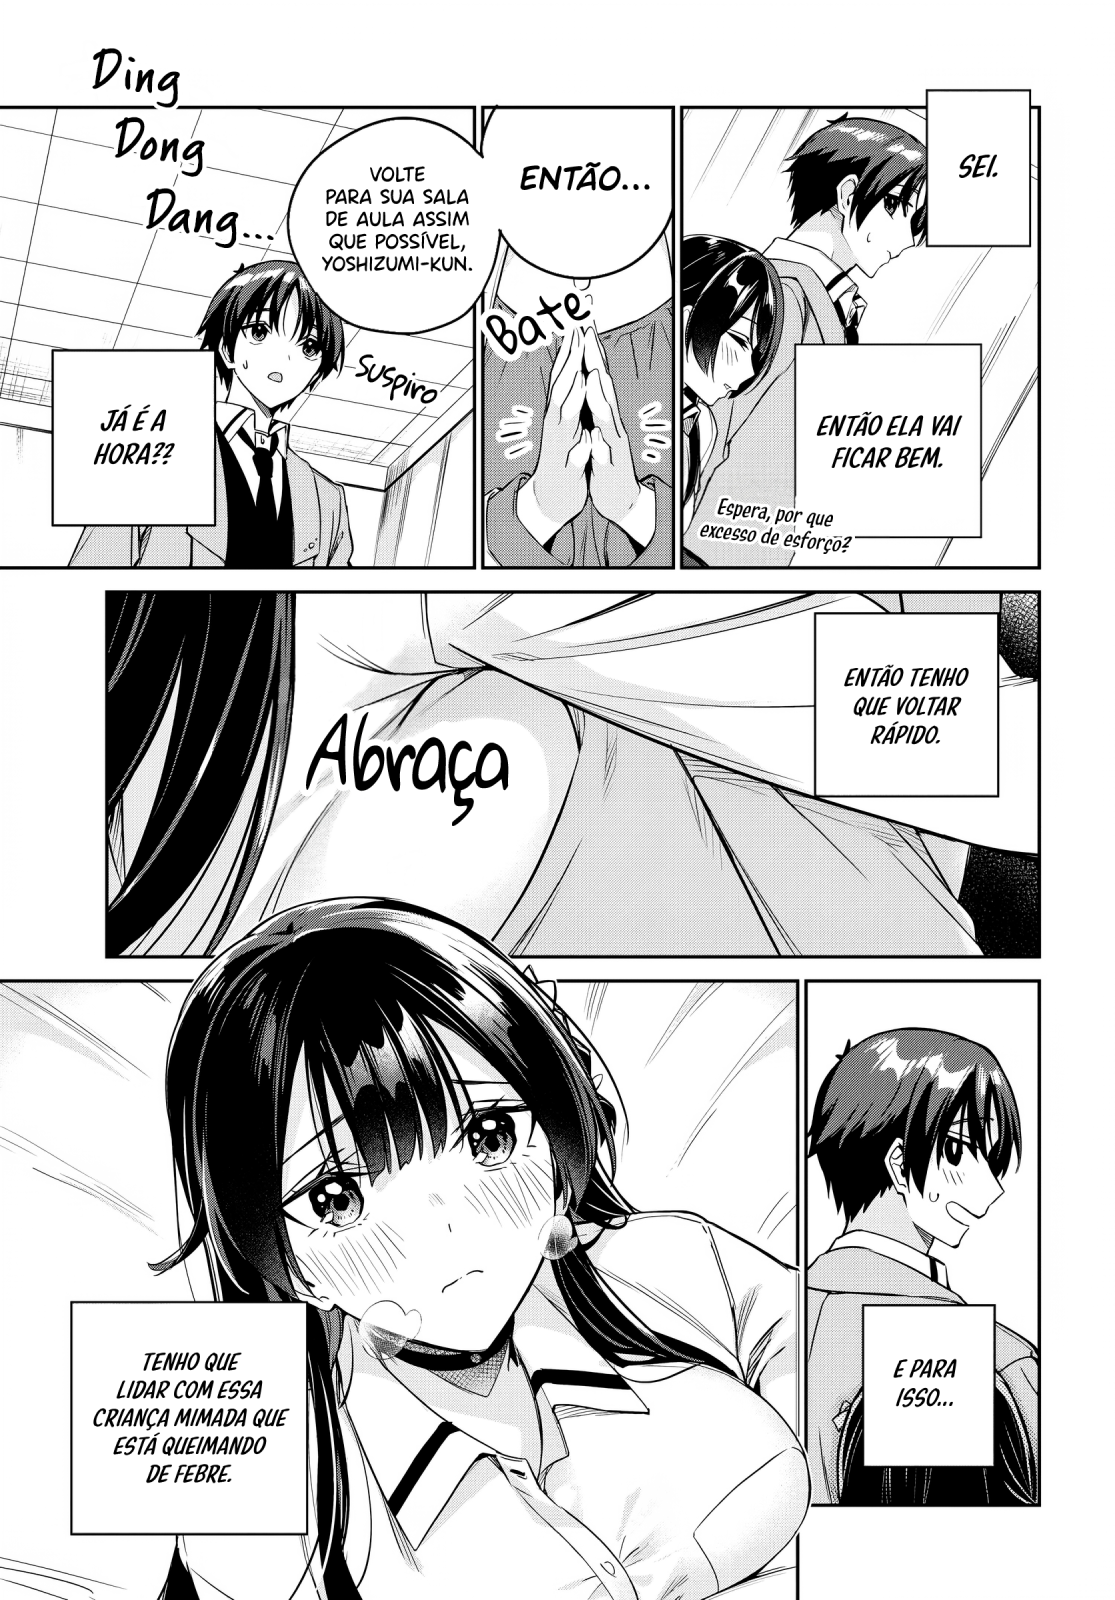 SEI.
ENTÃO ELA VAI
FICAR BEM.
Espera, por que
excesso de esforço?
ENTÃO...
Bate
VOLTE
PARA SUA SALA
DE AULA ASSIM
QUE POSSÍVEL,
YOSHIZUMI-KUN.
Ding
Dong
Dang...
SUSPIRO
JÁ É A
HORA??
ENTÃO TENHO
QUE VOLTAR
RÁPIDO.
Abraça
E PARA
ISSO...
TENHO QUE
LIDAR COM ESSA
CRIANÇA MIMADA QUE
ESTÁ QUEIMANDO
DE FEBRE.